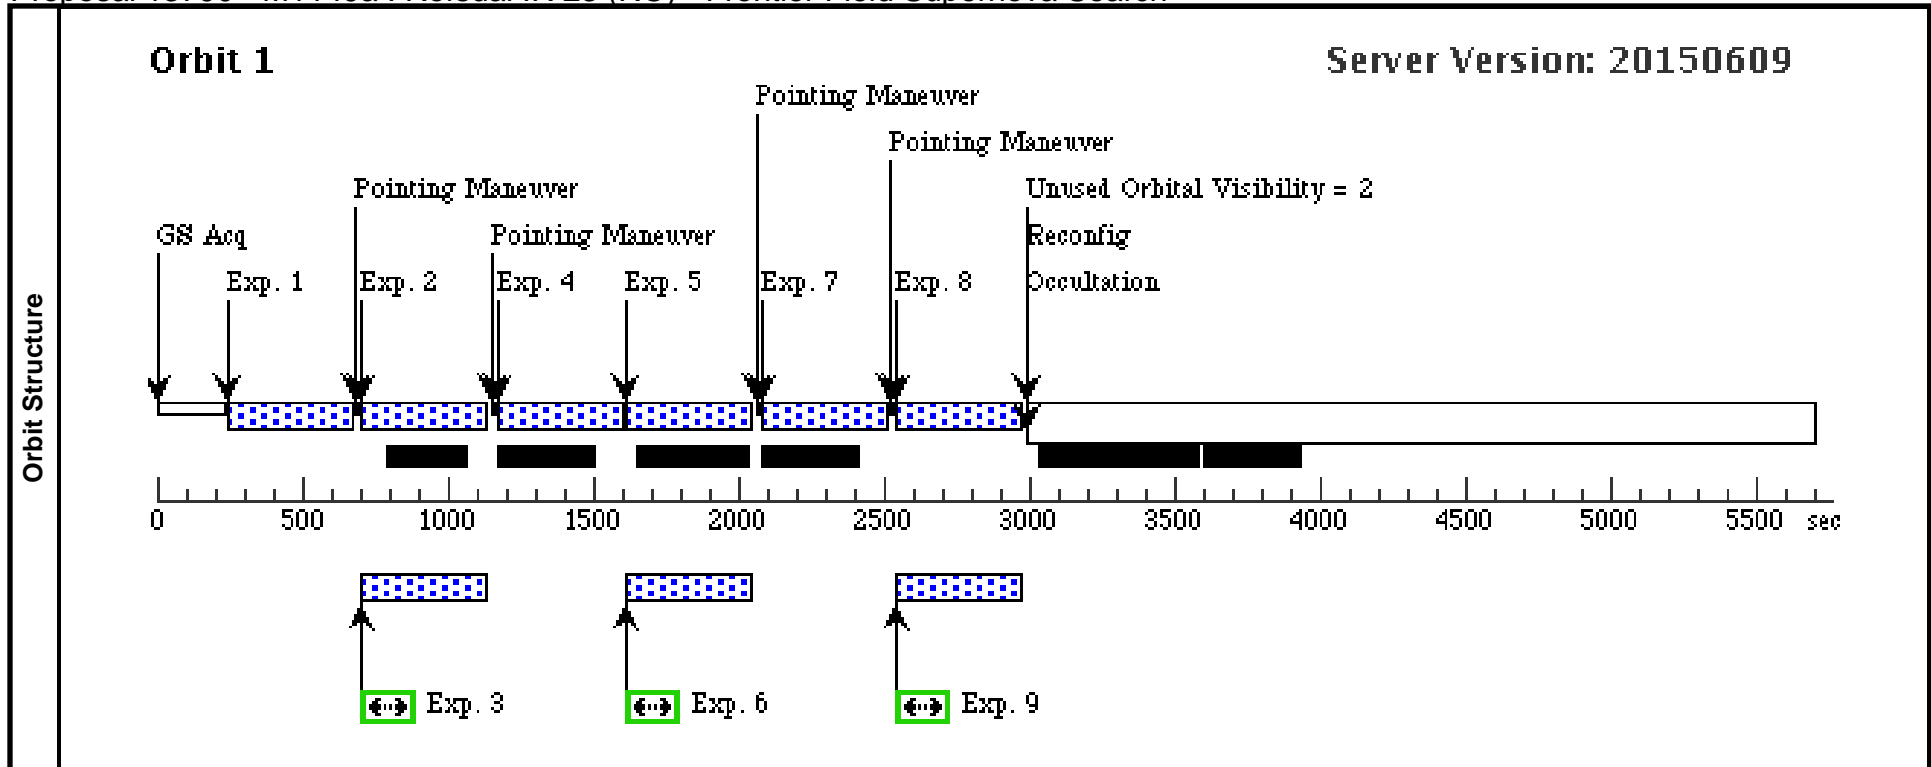 Orbit 1
Server Version: 20150609
Pointing Maneuver
Pointing Maneuver
Pointing Maneuver
Unused Orbital Visibility = 2
GS Acq
Pointing Maneuver
Reconfig
Exp. 1
Exp. 2
Exp. 4
Exp. 5
Exp. 7
Exp. 8
Occultation
Orbit Structure
0 500 1000 1500 2000 2500 3000 3500 4000 4500 5000 5500 sec
Exp. 3
Exp. 6
Exp. 9